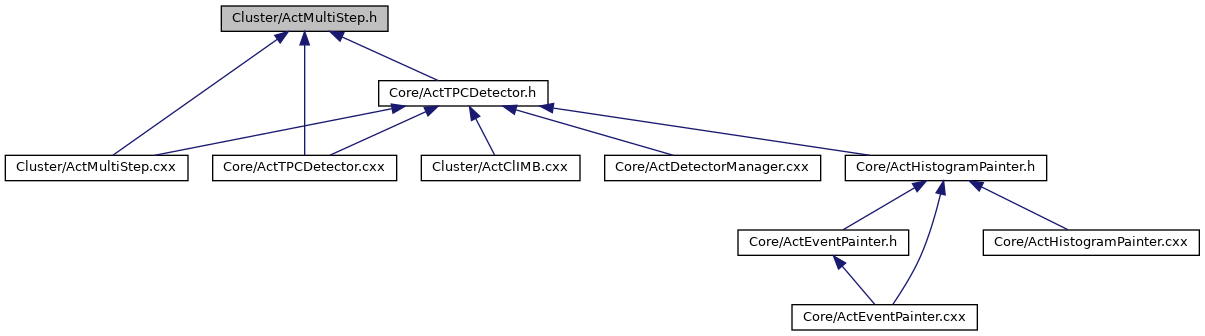 Cluster/ActMultiStep.h
Core/ActTPCDetector.h
Cluster/ActMultiStep.cxx
Core/ActTPCDetector.cxx
Cluster/ActClIMB.cxx
Core/ActDetectorManager.cxx
Core/ActHistogramPainter.h
Core/ActEventPainter.h
Core/ActHistogramPainter.cxx
Core/ActEventPainter.cxx